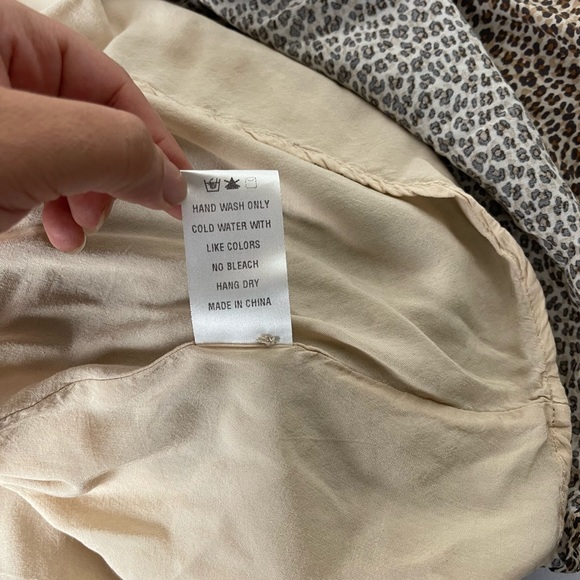 HAND WASH ONLY
COLD WATER WITH
LIKE COLORS
NO BLEACH
HANG DRY
MADE IN CHINA